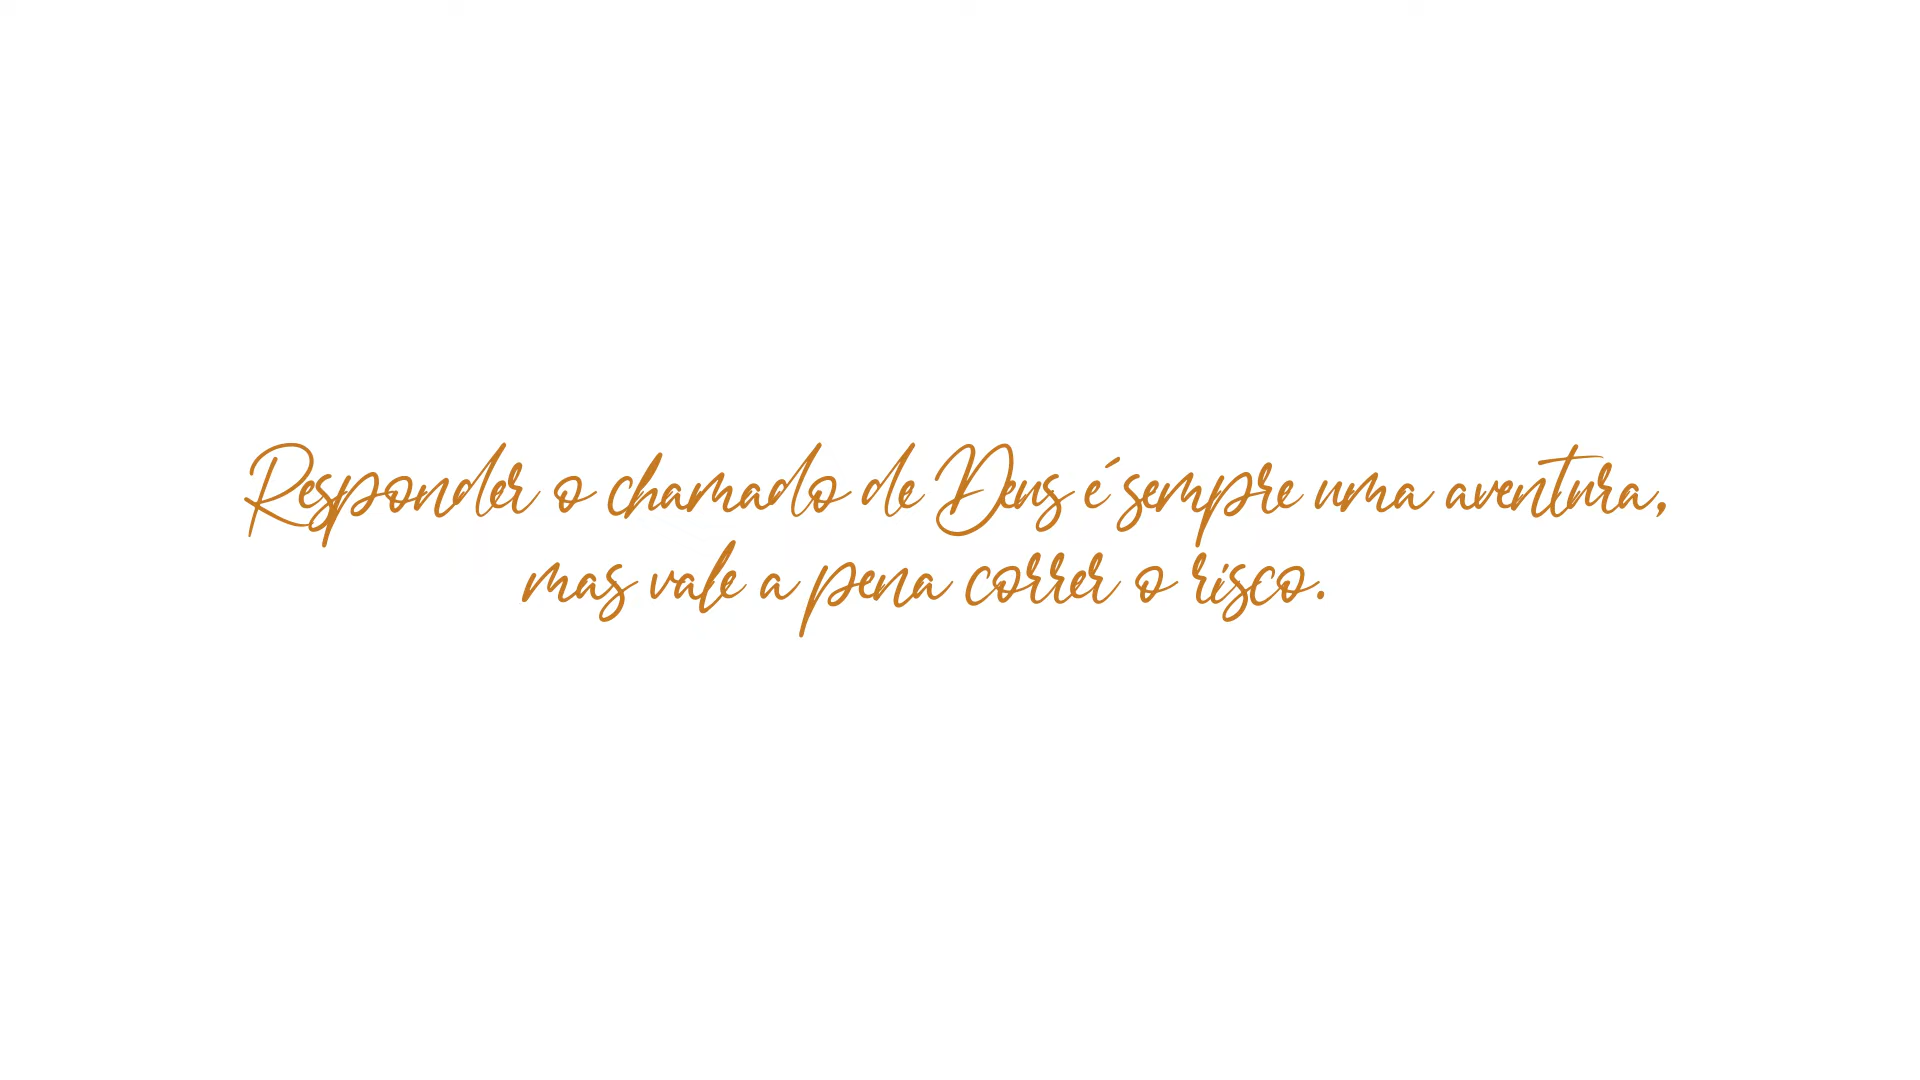 Responder o chamado de Deus é sempre uma aventura,
mas vale a pena correr o risco.